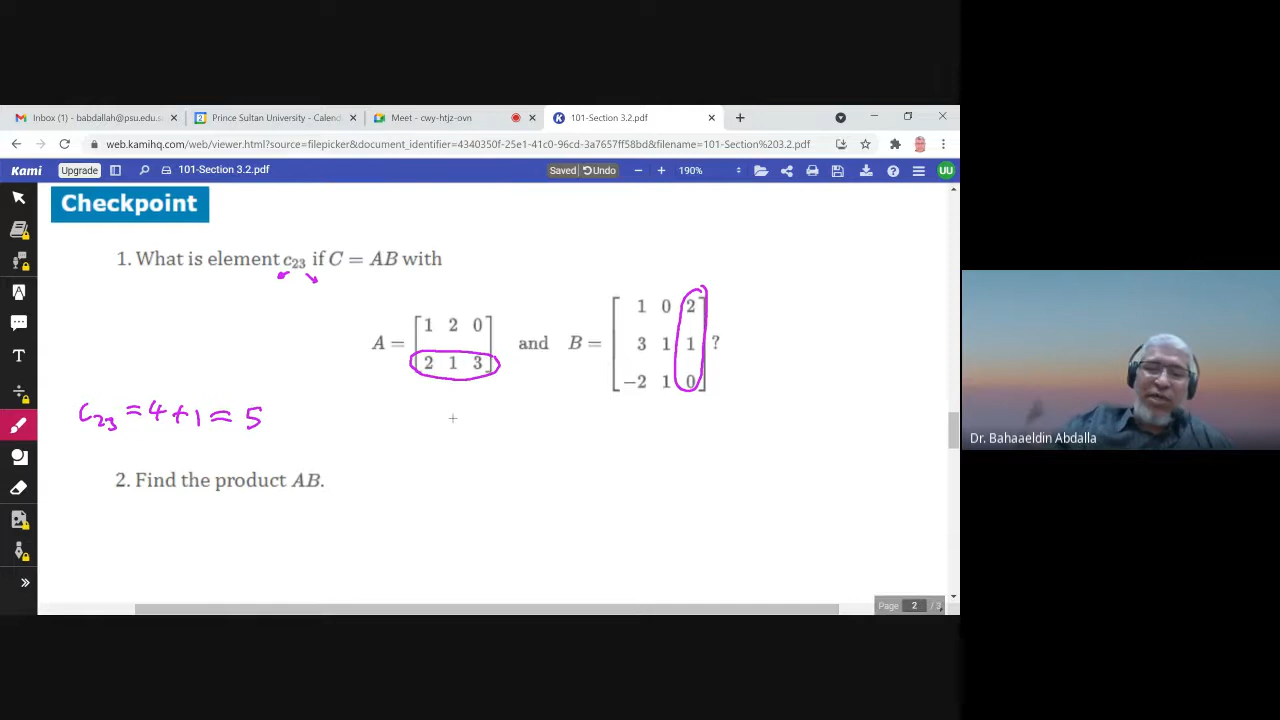 Inbox (1) - babdallah@psu.edu.s
Prince Sultan University - Calend
Meet - cwy-htjz-ovn
101-Section 3.2.pdf
web.kamihq.com/web/viewer.html?source=filepicker&document_identifier=4340350f-25e1-41c0-96cd-3a7657ff58bd&filename=101-Section%203.2.pdf
Kami Upgrade 101-Section 3.2.pdf Saved Undo 190% UU
Checkpoint
1. What is element c23 if C = AB with
A = [1 2 0
2 1 3] and B = [1 0 2
3 1 1
−2 1 0] ?
c23 = 4 + 1 = 5
2. Find the product AB.
Dr. Bahaaeldin Abdalla
Page 2 / 3